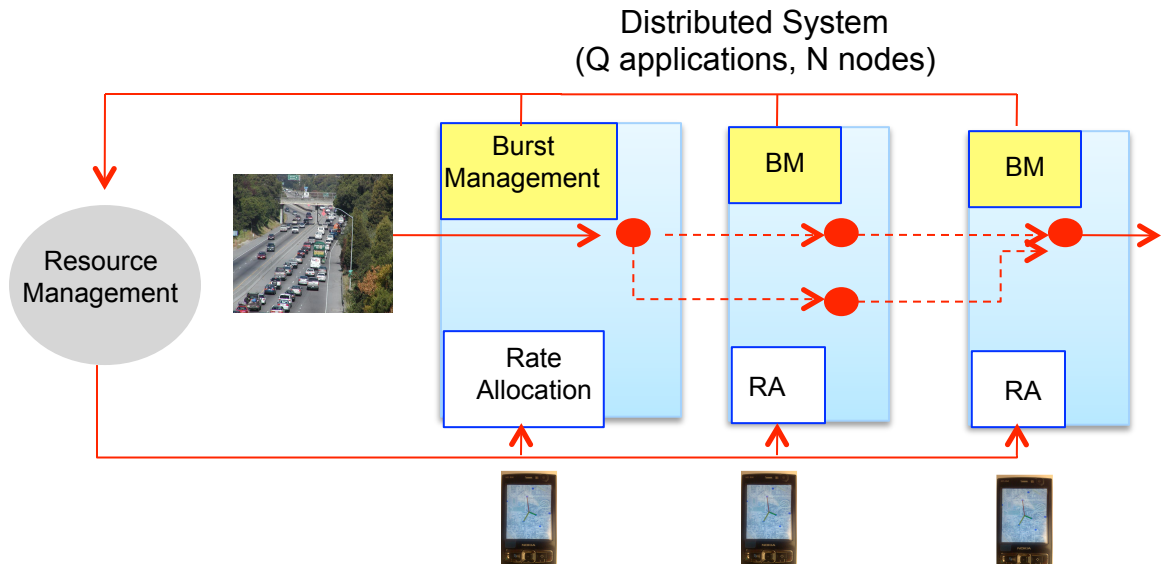 Distributed System
(Q applications, N nodes)
Burst
Management
BM
BM
Resource
Management
Rate
Allocation
RA
RA